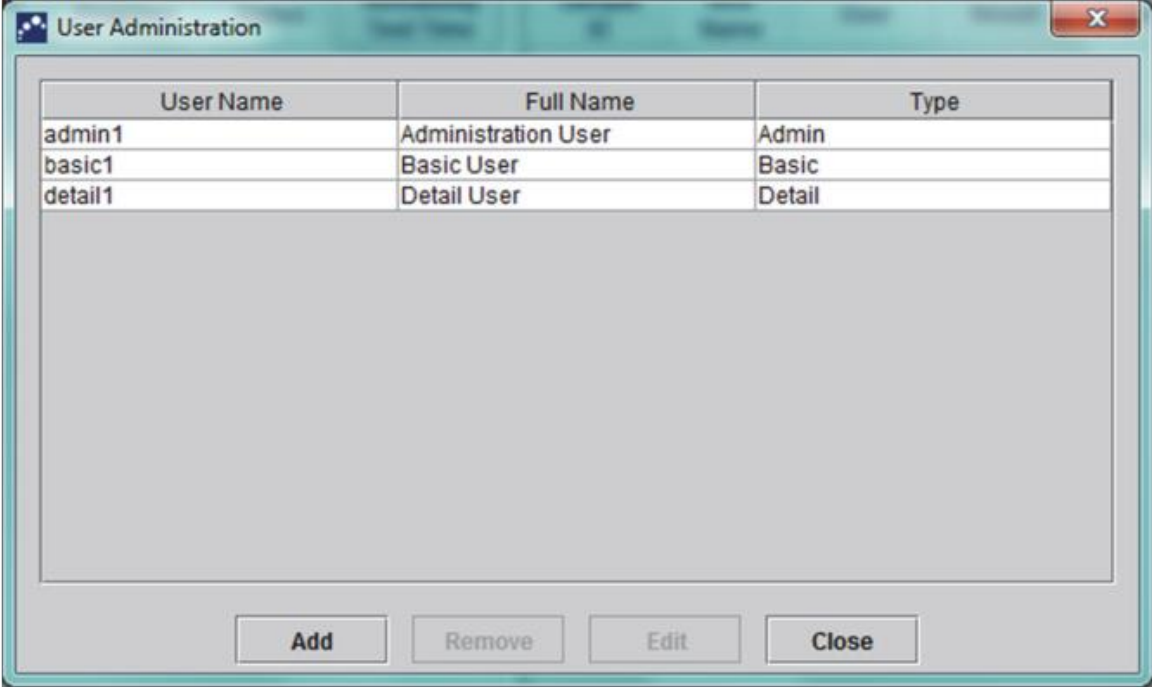 User Administration
User Name Full Name Type
admin1 Administration User Admin
basic1 Basic User Basic
detail1 Detail User Detail
Add Remove Edit Close